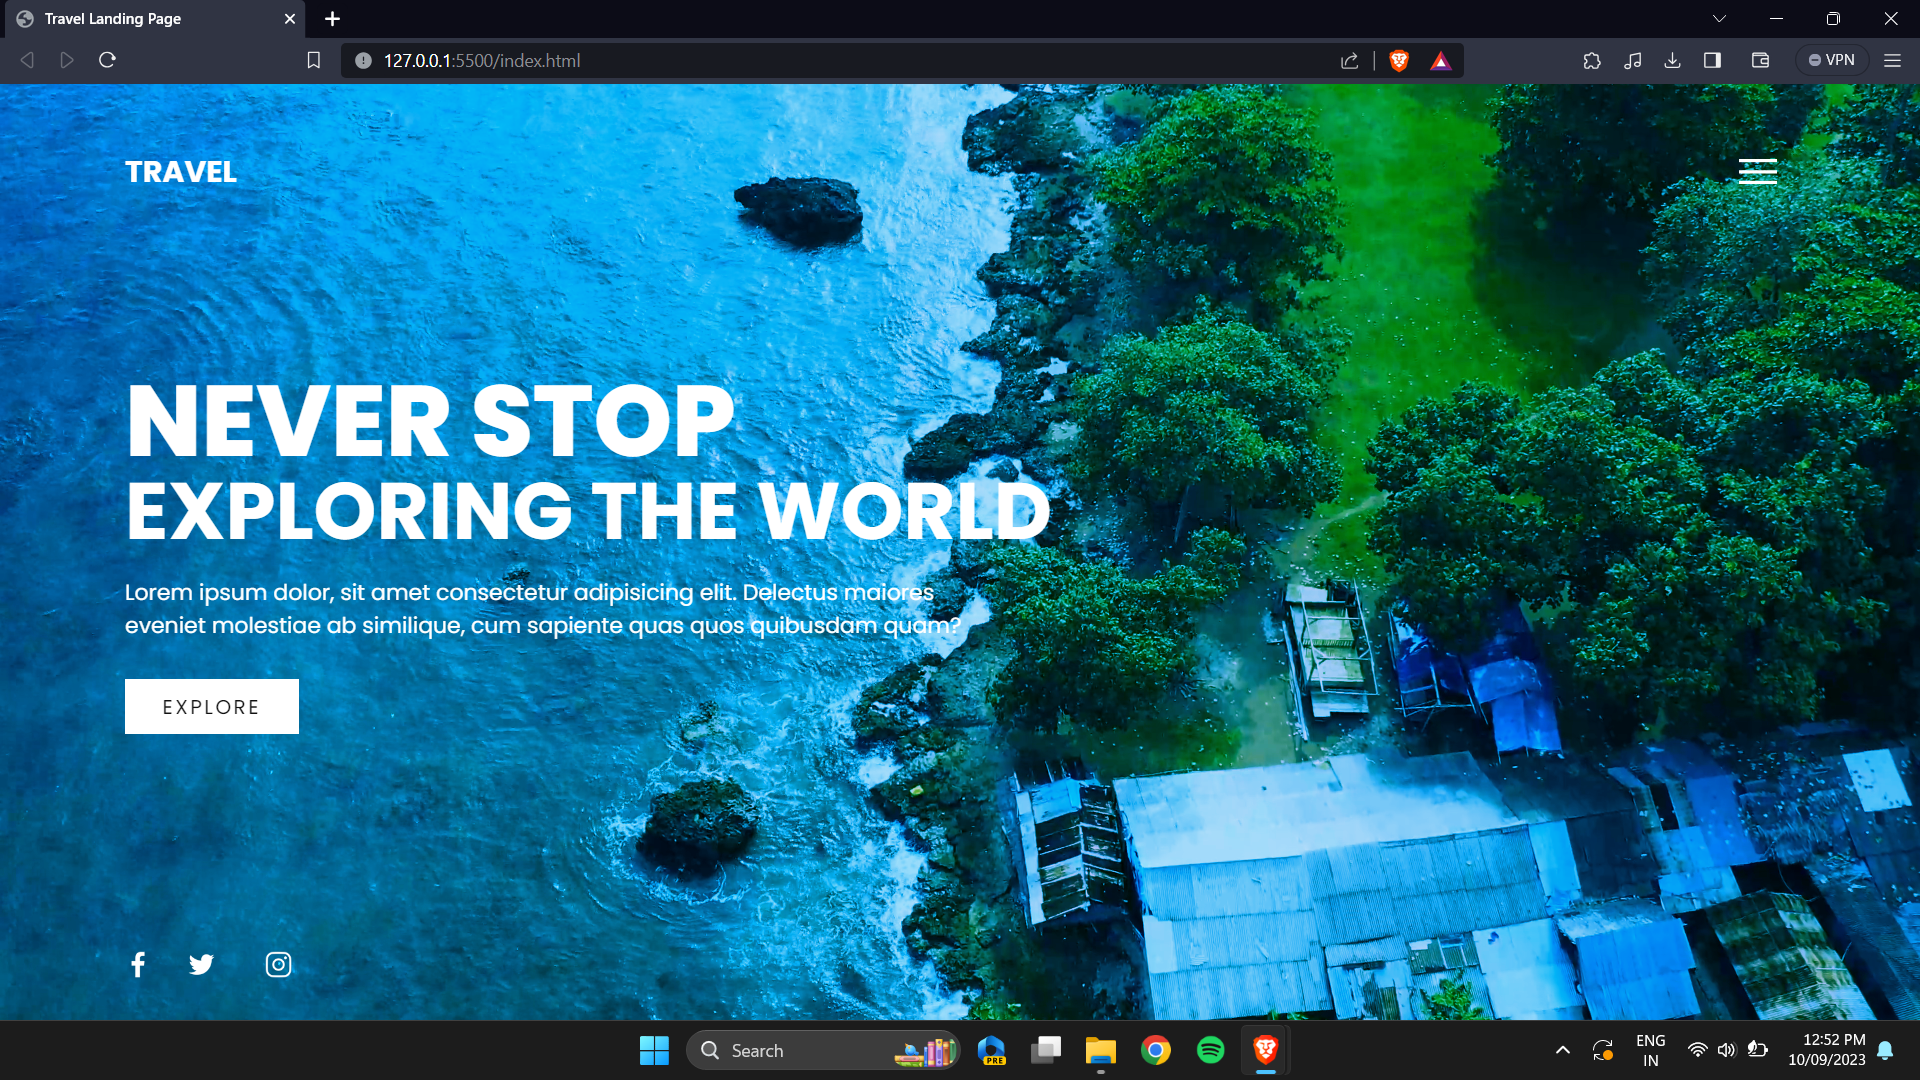 Travel Landing Page
127.0.0.1:5500/index.html
VPN
TRAVEL
NEVER STOP
EXPLORING THE WORLD
Lorem ipsum dolor, sit amet consectetur adipisicing elit. Delectus maiores
eveniet molestiae ab similique, cum sapiente quas quos quibusdam quam?
EXPLORE
Search
PRE
ENG
IN
12:52 PM
10/09/2023